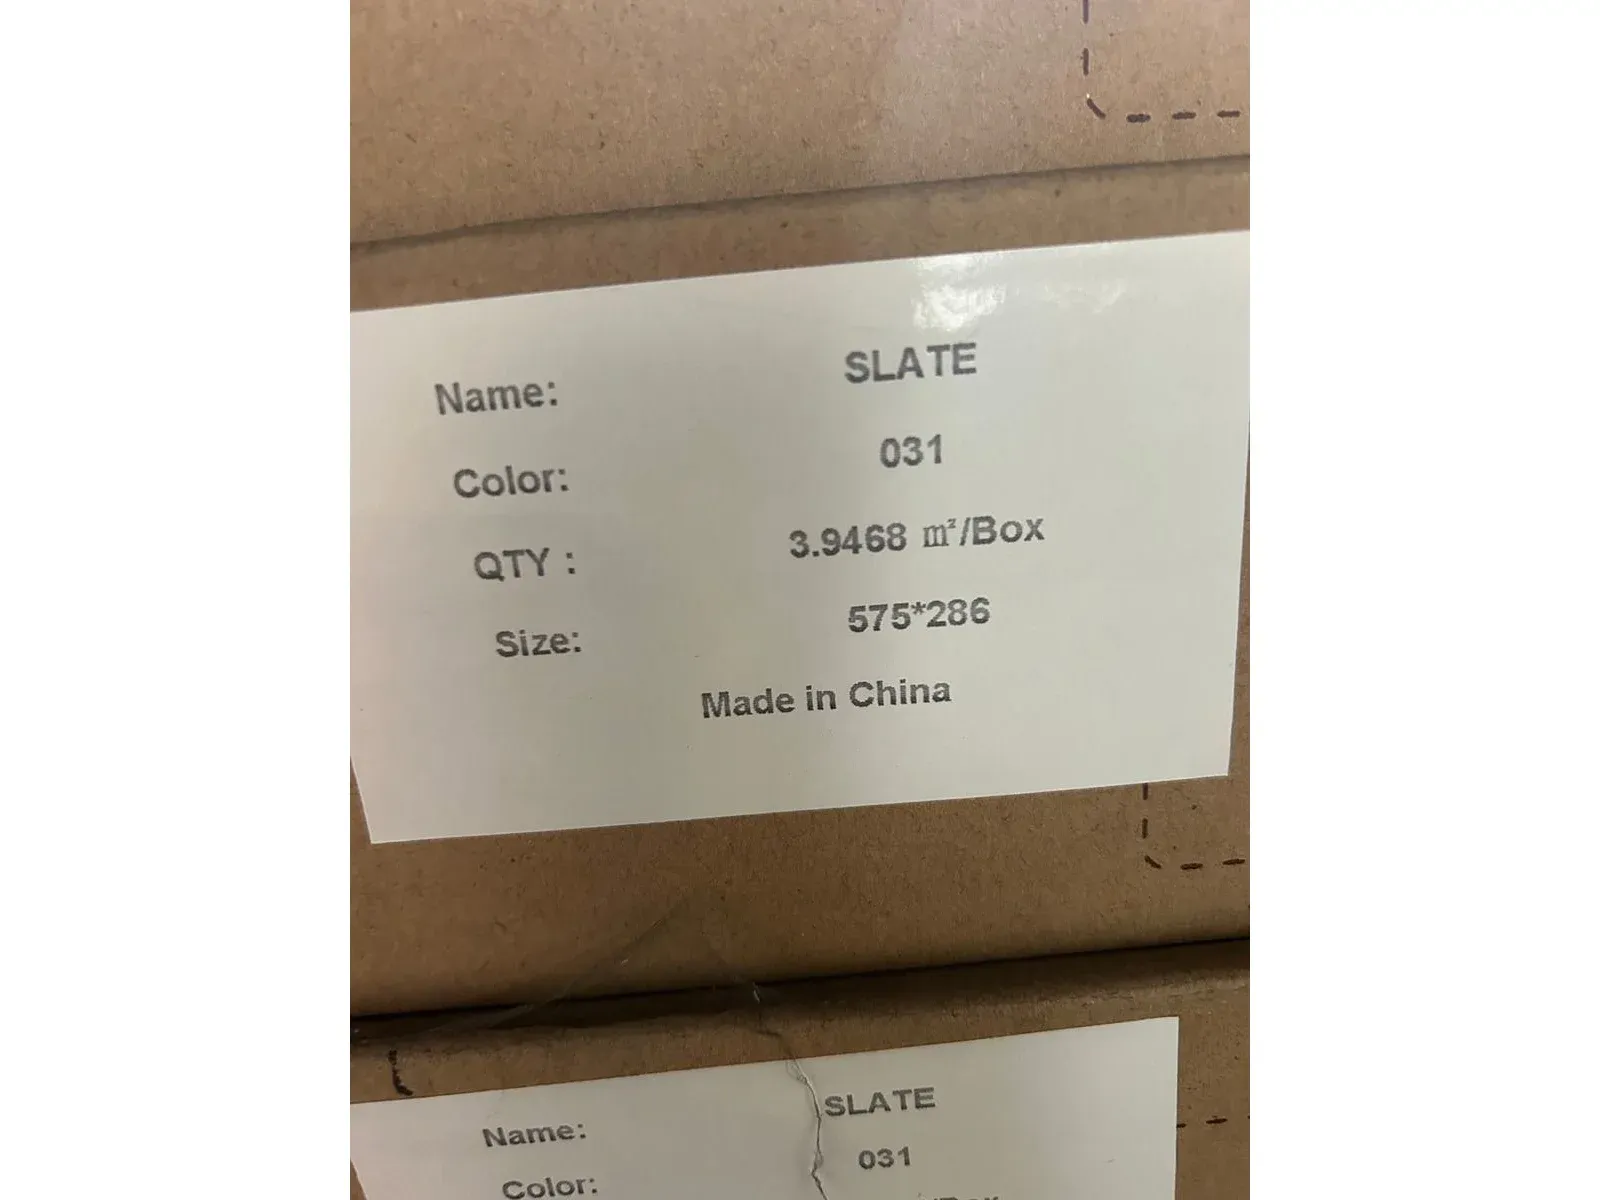 Name: SLATE
Color: 031
QTY : 3.9468 ㎡/Box
Size: 575*286
Made in China
Name: SLATE
Color: 031